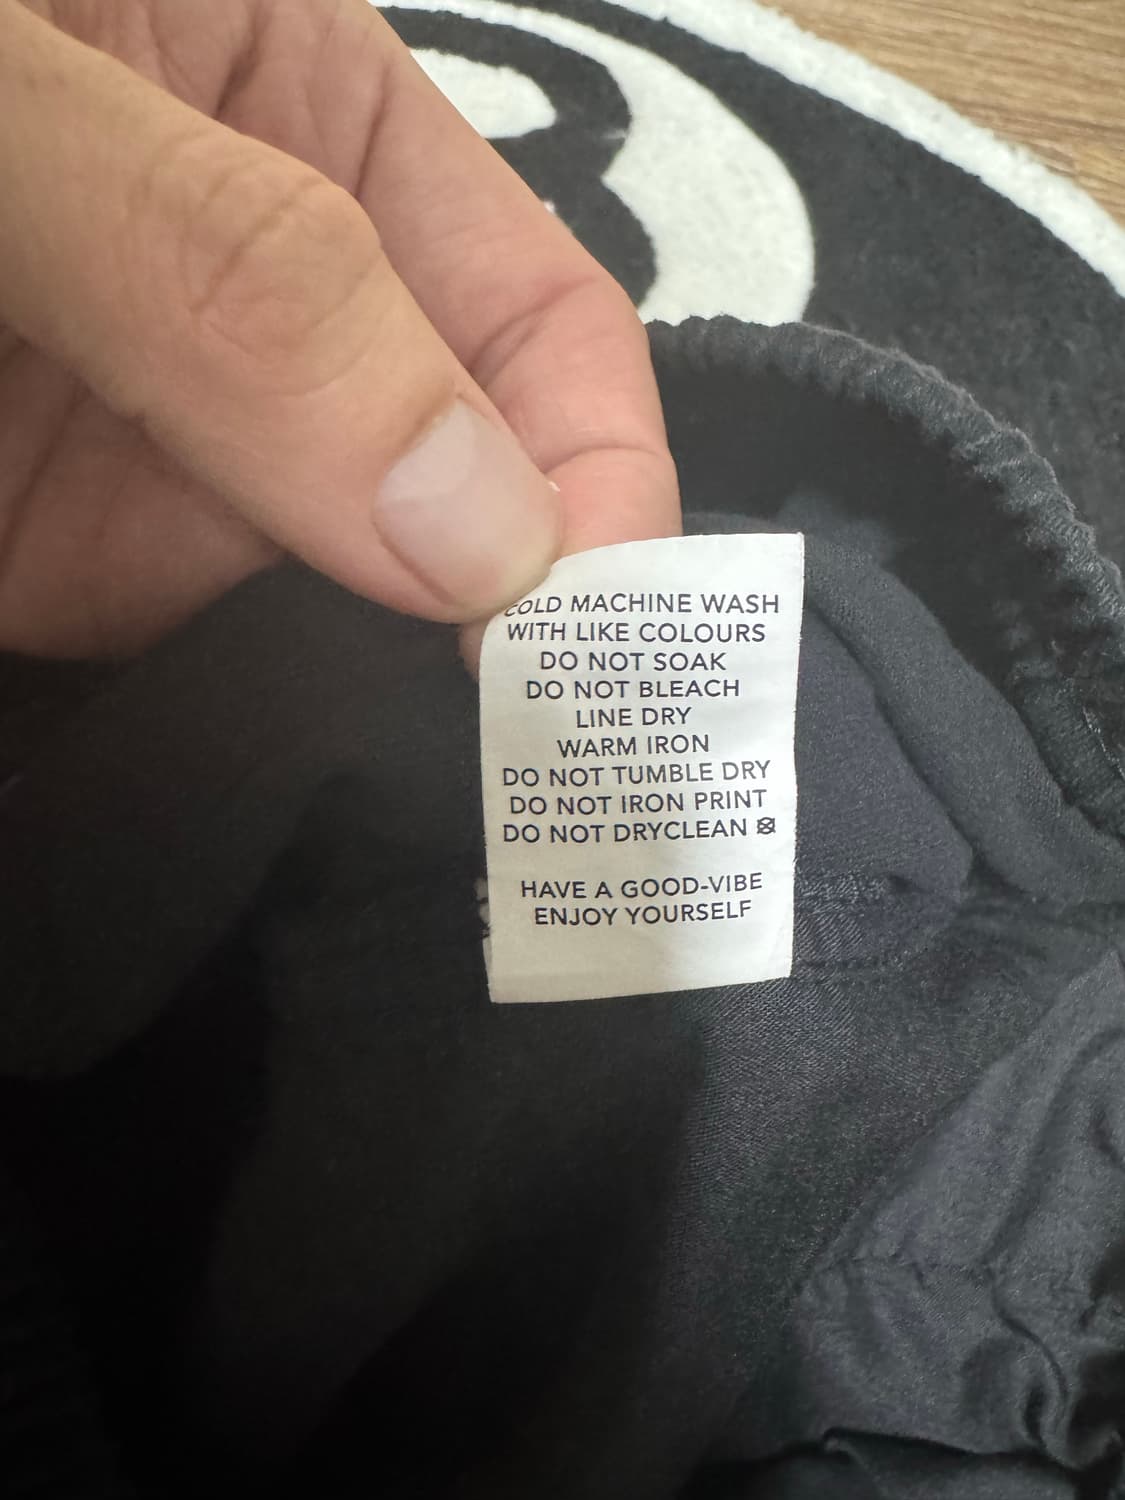 COLD MACHINE WASH
WITH LIKE COLOURS
DO NOT SOAK
DO NOT BLEACH
LINE DRY
WARM IRON
DO NOT TUMBLE DRY
DO NOT IRON PRINT
DO NOT DRYCLEAN
HAVE A GOOD-VIBE
ENJOY YOURSELF